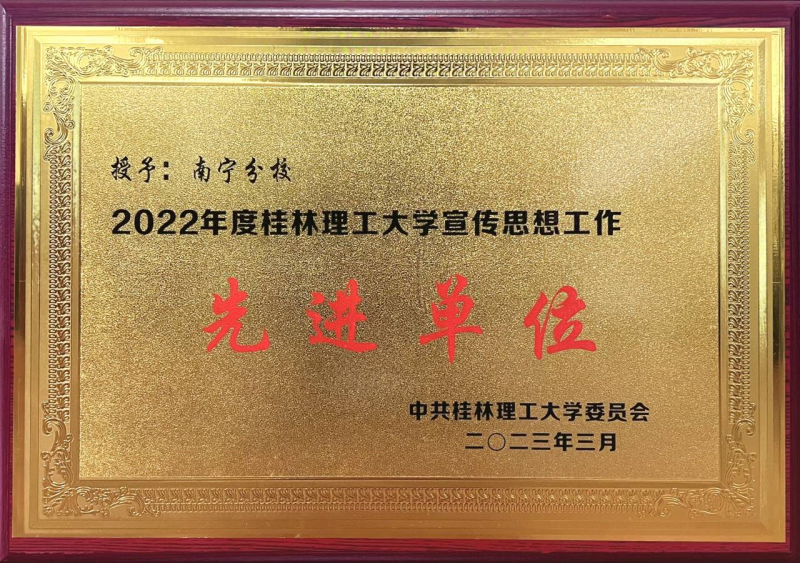 授予：南宁分校
2022年度桂林理工大学宣传思想工作
先进单位
中共桂林理工大学委员会
二〇二三年三月